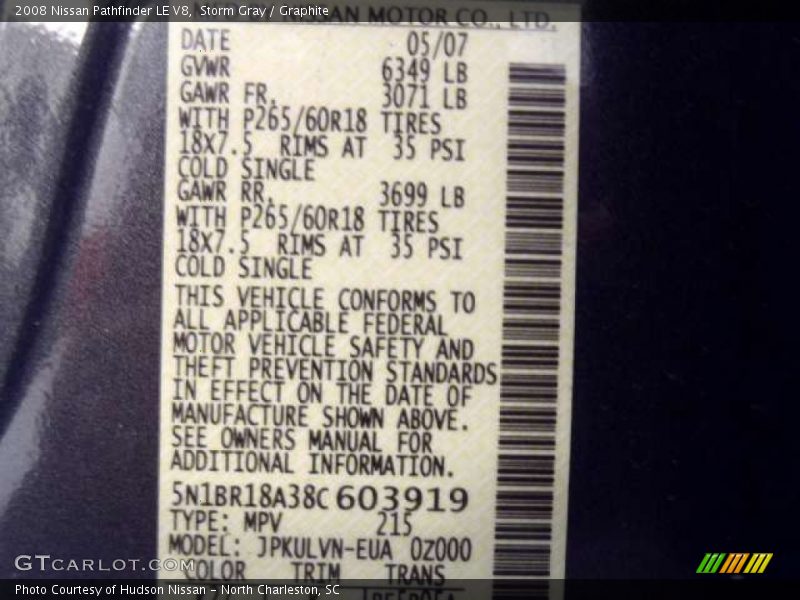 2008 Nissan Pathfinder LE V8, Storm Gray / Graphite
NISSAN MOTOR CO., LTD.
DATE 05/07
GVWR 6349 LB
GAWR FR. 3071 LB
WITH P265/60R18 TIRES
18X7.5 RIMS AT 35 PSI
COLD SINGLE
GAWR RR. 3699 LB
WITH P265/60R18 TIRES
18X7.5 RIMS AT 35 PSI
COLD SINGLE
THIS VEHICLE CONFORMS TO
ALL APPLICABLE FEDERAL
MOTOR VEHICLE SAFETY AND
THEFT PREVENTION STANDARDS
IN EFFECT ON THE DATE OF
MANUFACTURE SHOWN ABOVE.
SEE OWNERS MANUAL FOR
ADDITIONAL INFORMATION.
5N1BR18A38C603919
TYPE: MPV 215
MODEL: JPKULVN-EUA 0Z000
COLOR TRIM TRANS
GTCARLOT.COM
Photo Courtesy of Hudson Nissan - North Charleston, SC